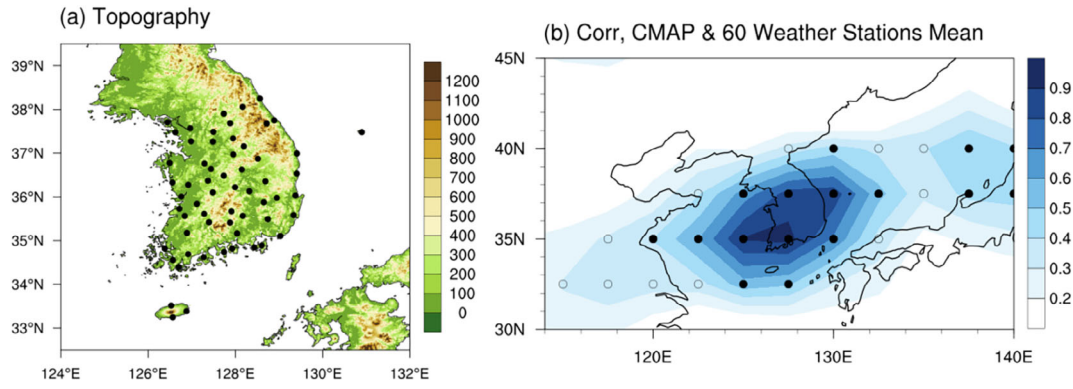 (a) Topography
39°N
38°N
37°N
36°N
35°N
34°N
33°N
124°E 126°E 128°E 130°E 132°E
1200
1100
1000
900
800
700
600
500
400
300
200
100
0
(b) Corr, CMAP & 60 Weather Stations Mean
45N
40N
35N
30N
120E 130E 140E
0.9
0.8
0.7
0.6
0.5
0.4
0.3
0.2